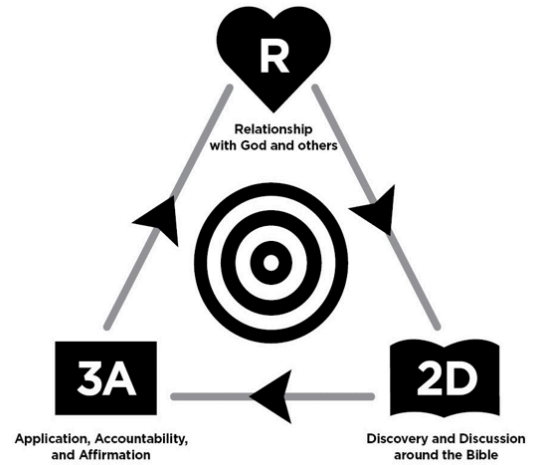 R
Relationship
with God and others
3A
2D
Application, Accountability,
and Affirmation
Discovery and Discussion
around the Bible